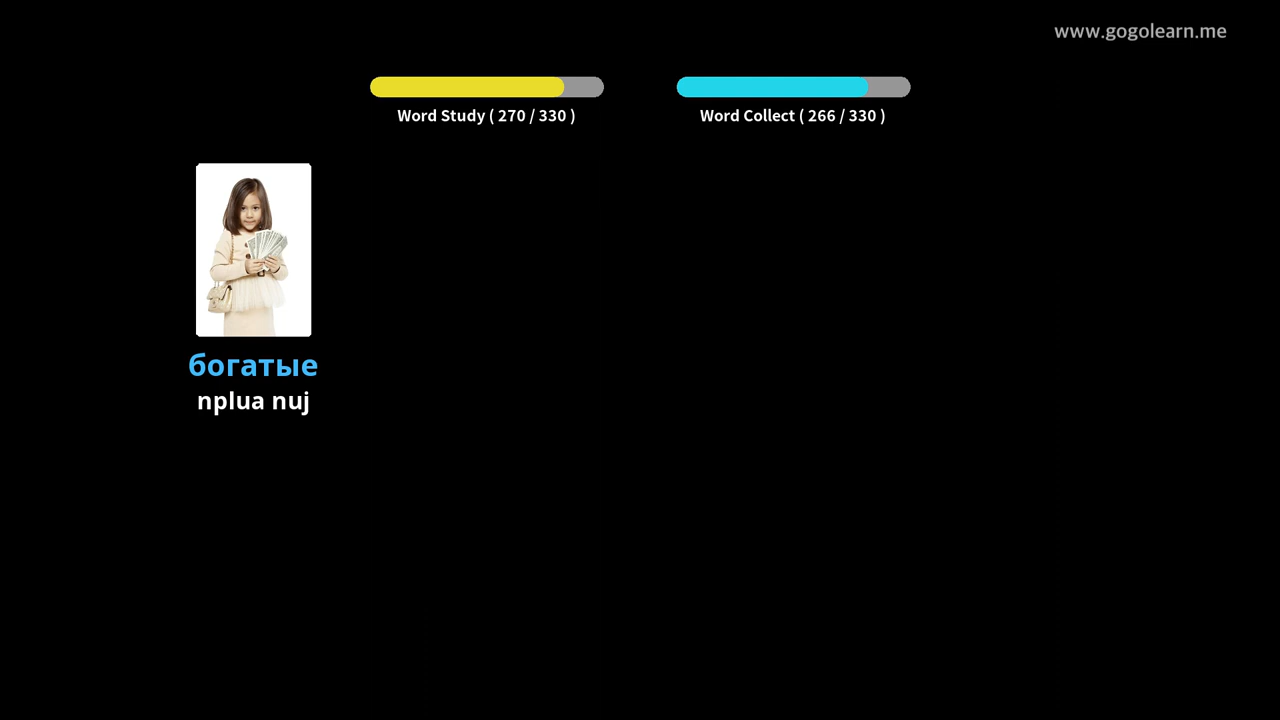 www.gogolearn.me
Word Study ( 270 / 330 )
Word Collect ( 266 / 330 )
богатые
nplua nuj